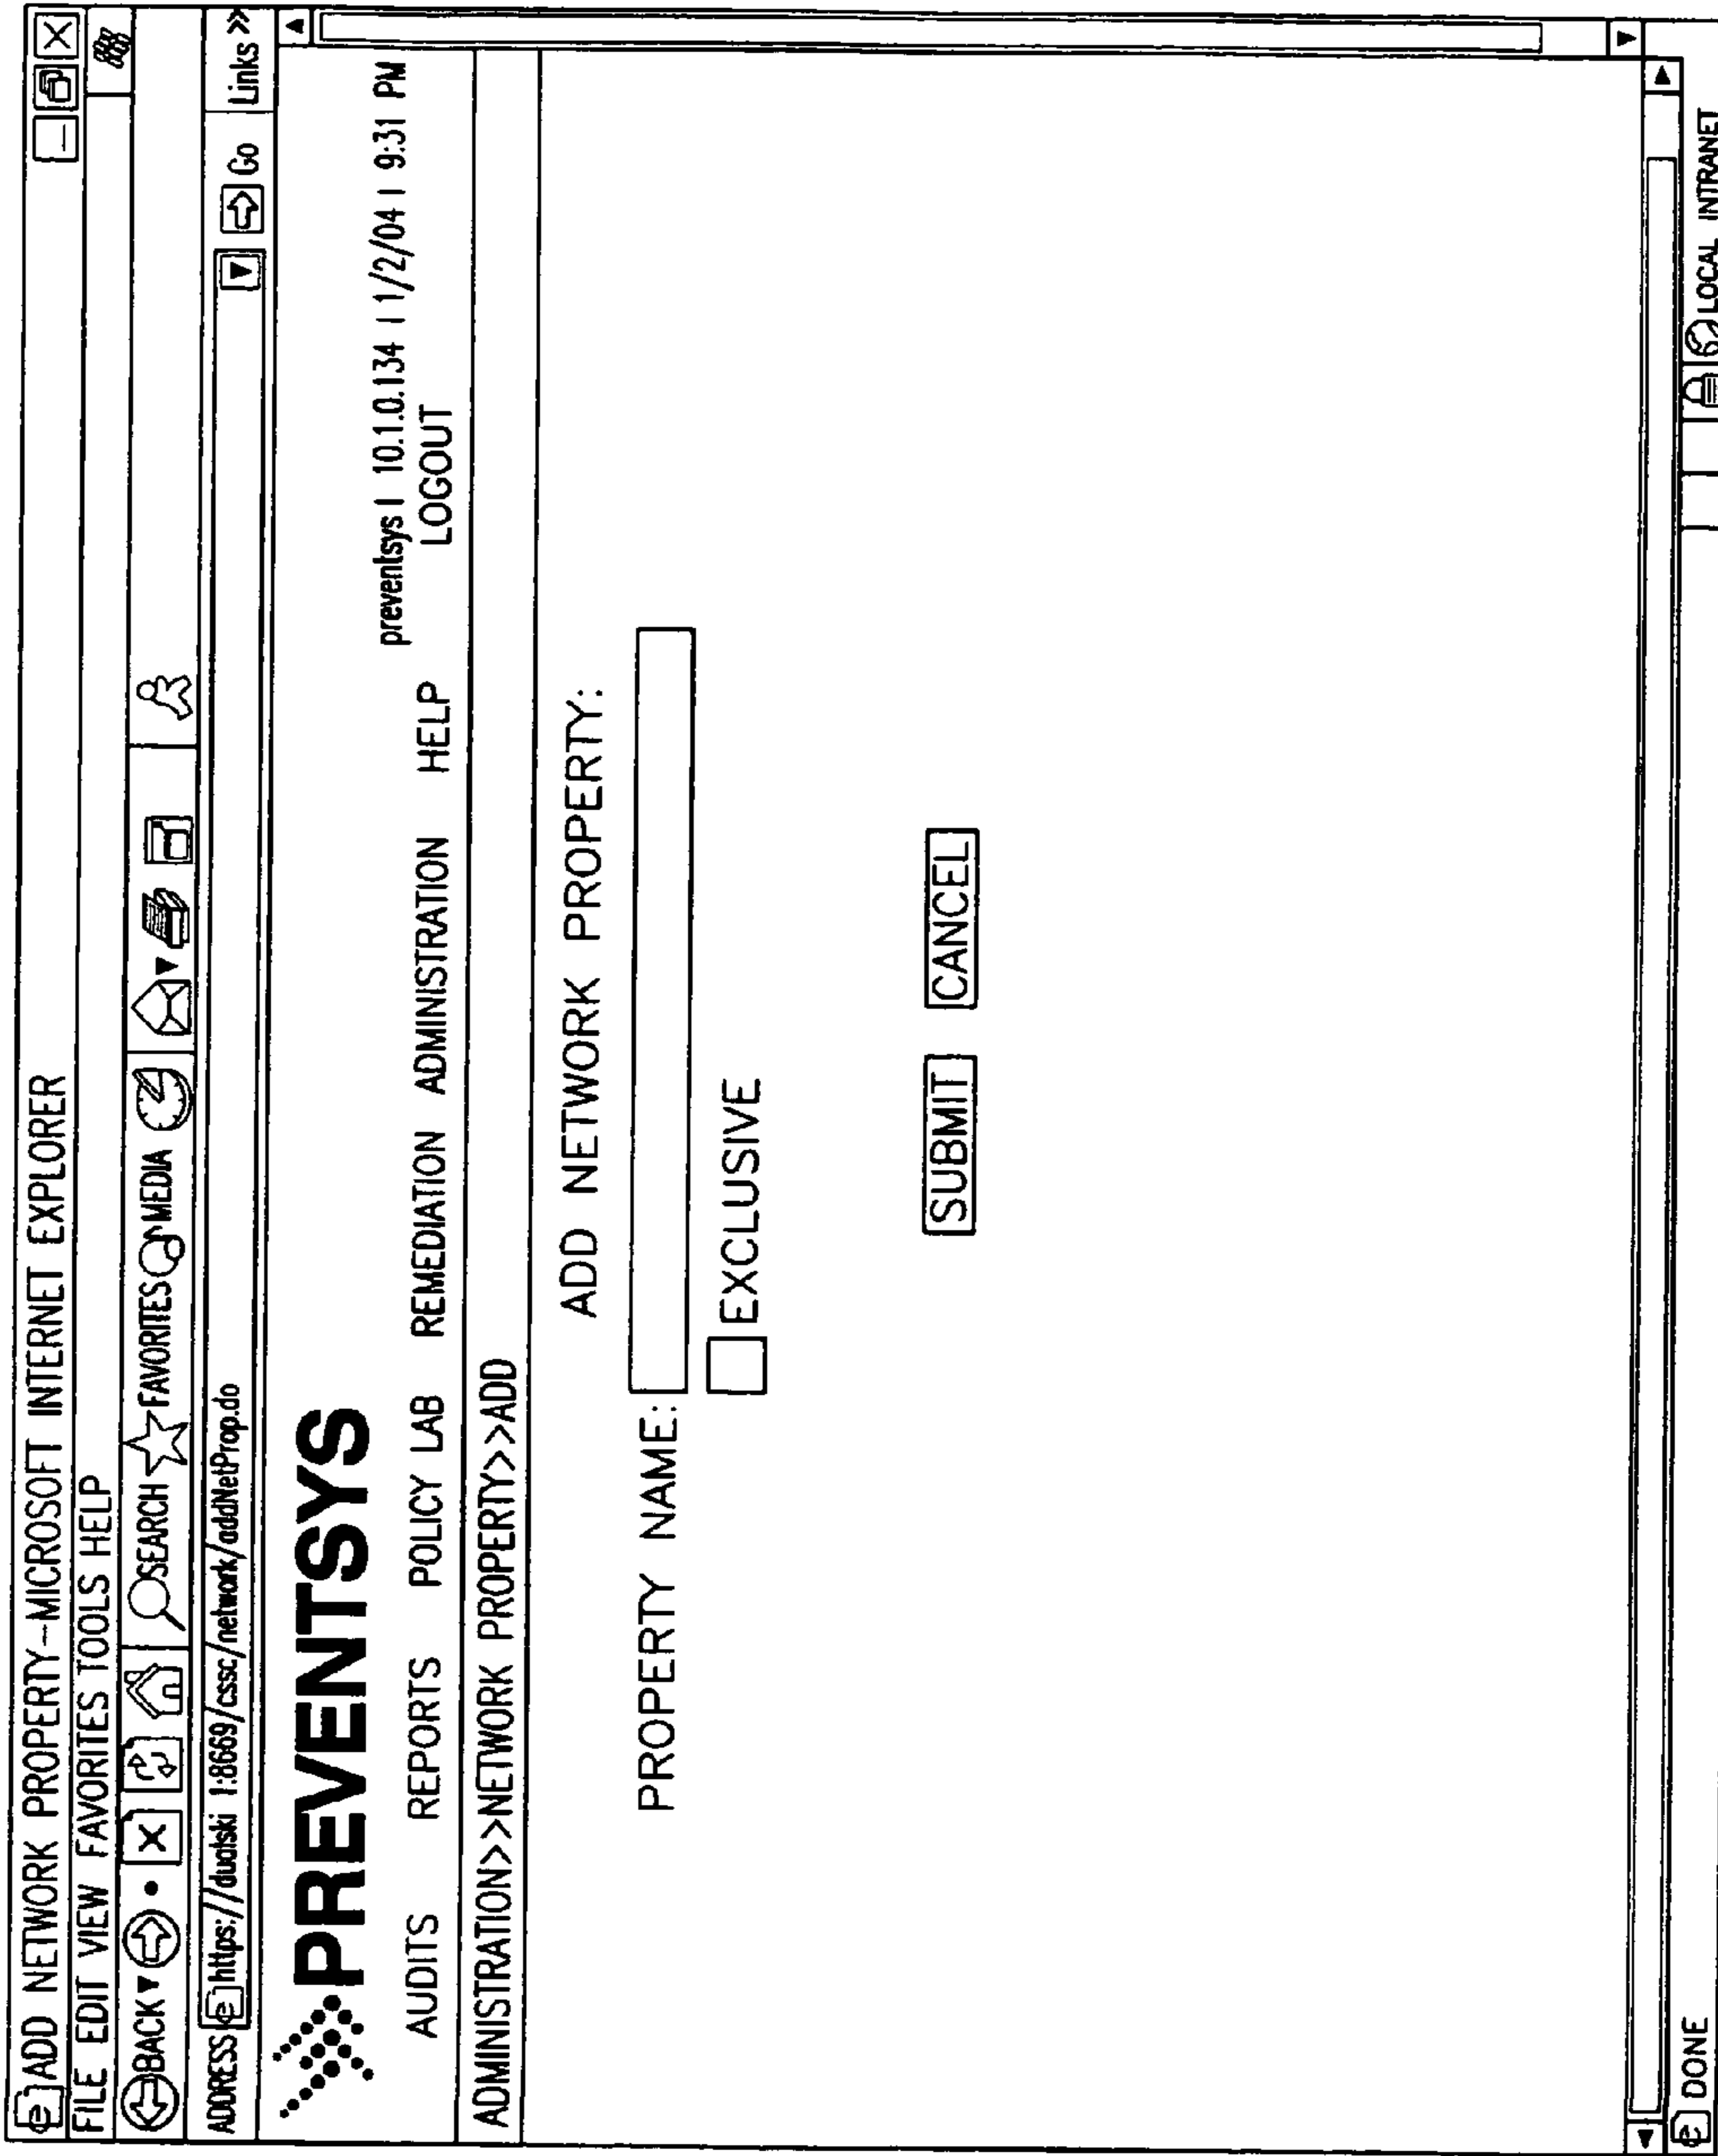 ADD NETWORK PROPERTY-MICROSOFT INTERNET EXPLORER
FILE EDIT VIEW FAVORITES TOOLS HELP
BACK SEARCH FAVORITES MEDIA
ADDRESS https://dualski 1:8669/cssc/network/addNetProp.do Go Links >>
PREVENTSYS
preventsys | 10.1.0.134 | 1/2/04 | 9:31 PM
AUDITS REPORTS POLICY LAB REMEDIATION ADMINISTRATION HELP LOGOUT
ADMINISTRATION>>NETWORK PROPERTY>>ADD
ADD NETWORK PROPERTY:
PROPERTY NAME:
EXCLUSIVE
SUBMIT CANCEL
DONE LOCAL INTRANET